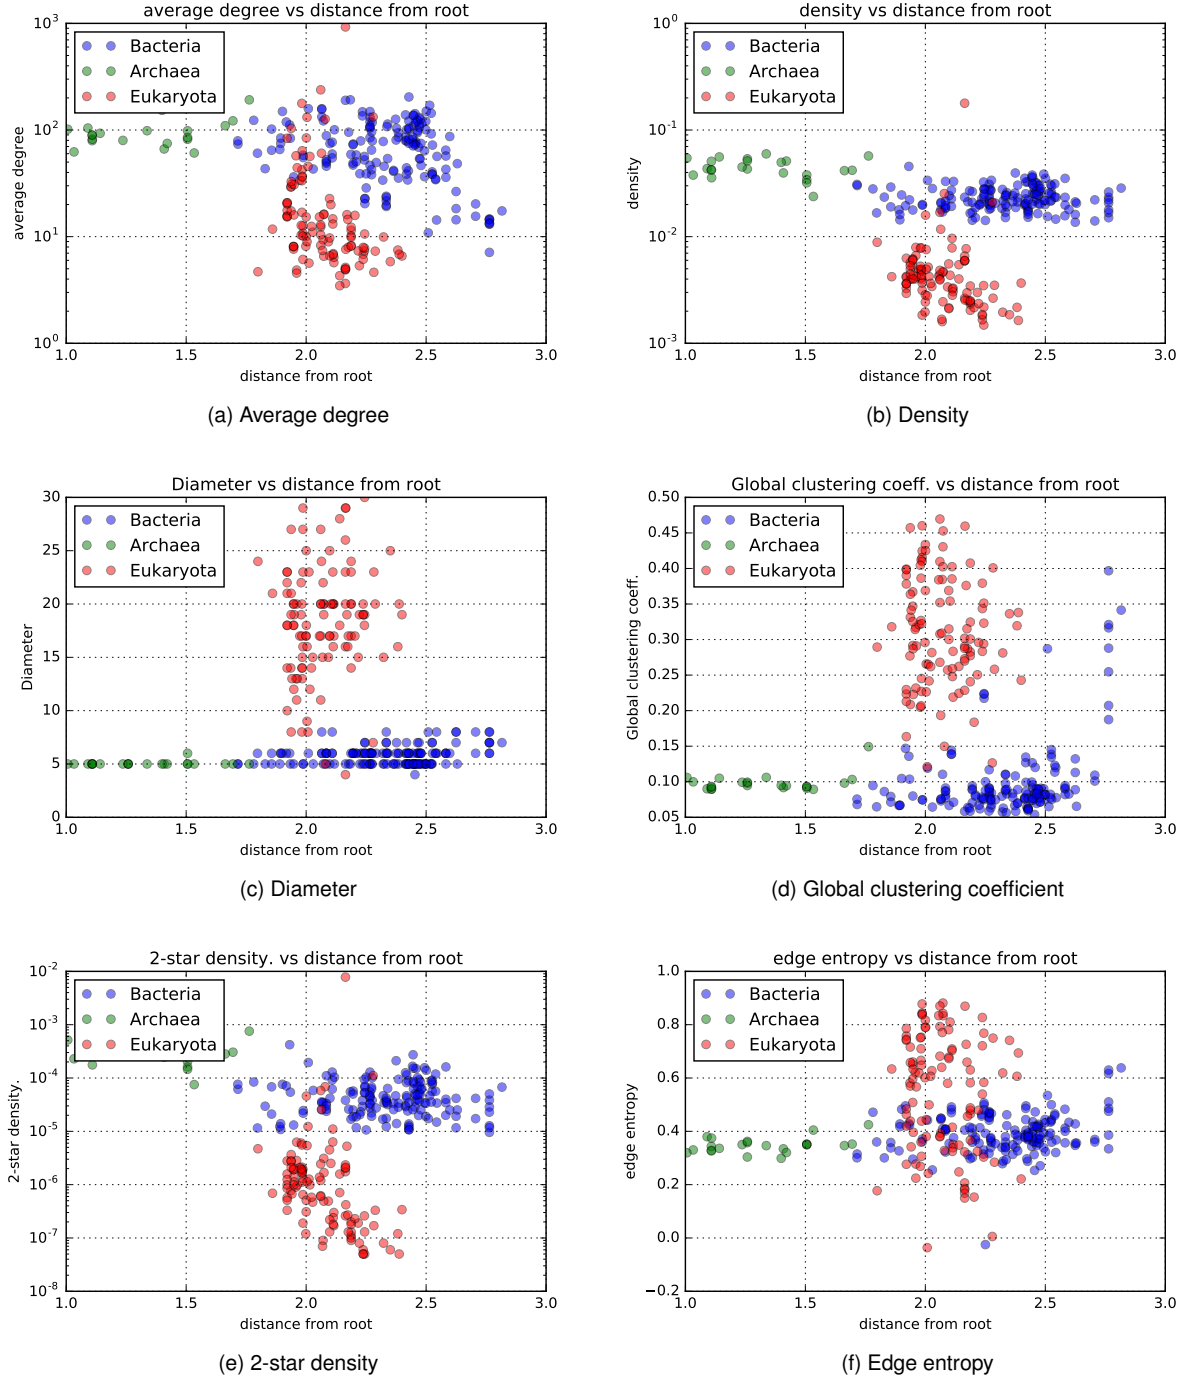 average degree vs distance from root
10^3
10^2
10^1
10^0
average degree
Bacteria
Archaea
Eukaryota
1.0 1.5 2.0 2.5 3.0
distance from root
(a) Average degree
density vs distance from root
10^0
10^-1
10^-2
10^-3
density
Bacteria
Archaea
Eukaryota
1.0 1.5 2.0 2.5 3.0
distance from root
(b) Density
Diameter vs distance from root
30
25
20
15
10
5
0
Diameter
Bacteria
Archaea
Eukaryota
1.0 1.5 2.0 2.5 3.0
distance from root
(c) Diameter
Global clustering coeff. vs distance from root
0.50
0.45
0.40
0.35
0.30
0.25
0.20
0.15
0.10
0.05
Global clustering coeff.
Bacteria
Archaea
Eukaryota
1.0 1.5 2.0 2.5 3.0
distance from root
(d) Global clustering coefficient
2-star density. vs distance from root
10^-2
10^-3
10^-4
10^-5
10^-6
10^-7
10^-8
2-star density.
Bacteria
Archaea
Eukaryota
1.0 1.5 2.0 2.5 3.0
distance from root
(e) 2-star density
edge entropy vs distance from root
1.0
0.8
0.6
0.4
0.2
0.0
−0.2
edge entropy
Bacteria
Archaea
Eukaryota
1.0 1.5 2.0 2.5 3.0
distance from root
(f) Edge entropy